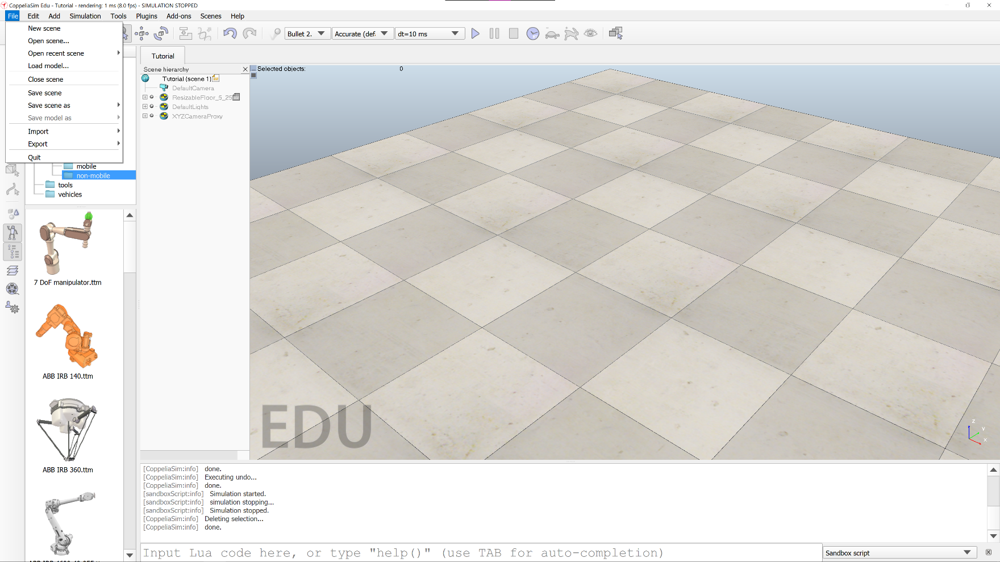 CoppeliaSim Edu - Tutorial - rendering: 1 ms (8.0 fps) - SIMULATION STOPPED
File Edit Add Simulation Tools Plugins Add-ons Scenes Help
New scene
Open scene...
Open recent scene
Load model...
Close scene
Save scene
Save scene as
Save model as
Import
Export
Quit
Bullet 2. Accurate (def. dt=10 ms
mobile
non-mobile
tools
vehicles
7 DoF manipulator.ttm
ABB IRB 140.ttm
ABB IRB 360.ttm
Tutorial
Scene hierarchy
Tutorial (scene 1)
DefaultCamera
ResizableFloor_5_25
DefaultLights
XYZCameraProxy
Selected objects: 0
EDU
z
y
x
[CoppeliaSim:info] done.
[CoppeliaSim:info] Executing undo...
[CoppeliaSim:info] done.
[sandboxScript:info] Simulation started.
[sandboxScript:info] simulation stopping...
[sandboxScript:info] Simulation stopped.
[CoppeliaSim:info] Deleting selection...
[CoppeliaSim:info] done.
Input Lua code here, or type "help()" (use TAB for auto-completion)
Sandbox script